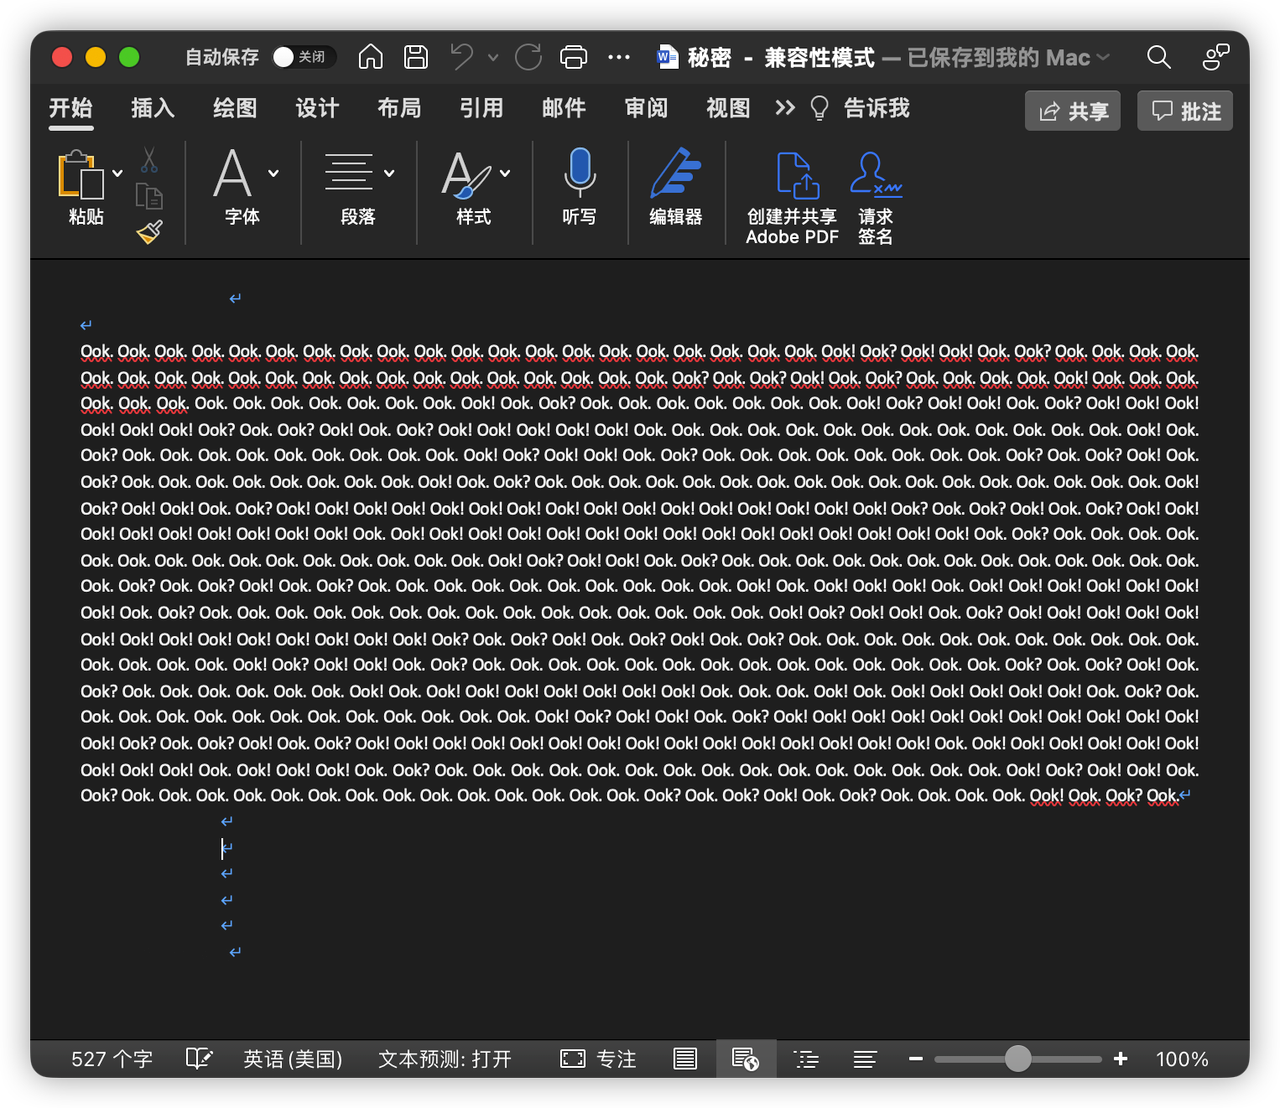 自动保存 关闭 秘密 - 兼容性模式 — 已保存到我的 Mac
开始 插入 绘图 设计 布局 引用 邮件 审阅 视图 告诉我 共享 批注
粘贴 字体 段落 样式 听写 编辑器 创建并共享 请求
Adobe PDF 签名
Ook. Ook. Ook. Ook. Ook. Ook. Ook. Ook. Ook. Ook. Ook. Ook. Ook. Ook. Ook. Ook. Ook. Ook. Ook. Ook. Ook! Ook? Ook! Ook! Ook. Ook? Ook. Ook. Ook. Ook.
Ook. Ook. Ook. Ook. Ook. Ook. Ook. Ook. Ook. Ook. Ook. Ook. Ook. Ook. Ook. Ook. Ook? Ook. Ook? Ook! Ook. Ook? Ook. Ook. Ook. Ook. Ook! Ook. Ook. Ook.
Ook. Ook. Ook. Ook. Ook. Ook. Ook. Ook. Ook. Ook. Ook! Ook. Ook? Ook. Ook. Ook. Ook. Ook. Ook. Ook. Ook! Ook? Ook! Ook! Ook. Ook? Ook! Ook! Ook!
Ook! Ook! Ook! Ook? Ook. Ook? Ook! Ook. Ook? Ook! Ook! Ook! Ook! Ook! Ook. Ook. Ook. Ook. Ook. Ook. Ook. Ook. Ook. Ook. Ook. Ook. Ook. Ook! Ook.
Ook? Ook. Ook. Ook. Ook. Ook. Ook. Ook. Ook. Ook. Ook! Ook? Ook! Ook! Ook. Ook? Ook. Ook. Ook. Ook. Ook. Ook. Ook. Ook. Ook? Ook. Ook? Ook! Ook.
Ook? Ook. Ook. Ook. Ook. Ook. Ook. Ook. Ook. Ook! Ook. Ook? Ook. Ook. Ook. Ook. Ook. Ook. Ook. Ook. Ook. Ook. Ook. Ook. Ook. Ook. Ook. Ook. Ook!
Ook? Ook! Ook! Ook. Ook? Ook! Ook! Ook! Ook! Ook! Ook! Ook! Ook! Ook! Ook! Ook! Ook! Ook! Ook! Ook! Ook! Ook? Ook. Ook? Ook! Ook. Ook? Ook!
Ook! Ook! Ook! Ook! Ook! Ook! Ook! Ook. Ook! Ook! Ook! Ook! Ook! Ook! Ook! Ook! Ook! Ook! Ook! Ook! Ook! Ook! Ook! Ook. Ook? Ook. Ook. Ook. Ook.
Ook. Ook. Ook. Ook. Ook. Ook. Ook. Ook. Ook. Ook. Ook. Ook! Ook? Ook! Ook! Ook. Ook? Ook. Ook. Ook. Ook. Ook. Ook. Ook. Ook. Ook. Ook. Ook. Ook.
Ook. Ook? Ook. Ook? Ook! Ook. Ook? Ook. Ook. Ook. Ook. Ook. Ook. Ook. Ook. Ook. Ook. Ook! Ook. Ook! Ook! Ook! Ook. Ook! Ook! Ook! Ook! Ook!
Ook! Ook. Ook? Ook. Ook. Ook. Ook. Ook. Ook. Ook. Ook. Ook. Ook. Ook. Ook. Ook. Ook. Ook. Ook! Ook? Ook! Ook! Ook. Ook? Ook! Ook! Ook! Ook! Ook!
Ook! Ook! Ook! Ook! Ook! Ook! Ook! Ook! Ook! Ook? Ook. Ook? Ook! Ook. Ook? Ook! Ook. Ook? Ook. Ook. Ook. Ook. Ook. Ook. Ook. Ook. Ook. Ook. Ook.
Ook. Ook. Ook. Ook. Ook! Ook? Ook! Ook! Ook. Ook? Ook. Ook. Ook. Ook. Ook. Ook. Ook. Ook. Ook. Ook. Ook. Ook. Ook. Ook. Ook? Ook. Ook? Ook! Ook.
Ook? Ook. Ook. Ook. Ook. Ook. Ook. Ook! Ook. Ook! Ook! Ook! Ook! Ook! Ook! Ook! Ook. Ook. Ook. Ook! Ook. Ook! Ook! Ook! Ook! Ook! Ook. Ook? Ook.
Ook. Ook. Ook. Ook. Ook. Ook. Ook. Ook. Ook. Ook. Ook. Ook. Ook! Ook? Ook! Ook! Ook. Ook? Ook! Ook! Ook! Ook! Ook! Ook! Ook! Ook! Ook! Ook! Ook!
Ook! Ook? Ook. Ook? Ook! Ook. Ook? Ook! Ook! Ook! Ook! Ook! Ook! Ook! Ook! Ook! Ook! Ook! Ook! Ook! Ook! Ook! Ook. Ook! Ook! Ook! Ook! Ook! Ook!
Ook! Ook! Ook! Ook. Ook! Ook! Ook! Ook. Ook? Ook. Ook. Ook. Ook. Ook. Ook. Ook. Ook. Ook. Ook. Ook. Ook. Ook. Ook. Ook. Ook! Ook? Ook! Ook! Ook.
Ook? Ook. Ook. Ook. Ook. Ook. Ook. Ook. Ook. Ook. Ook. Ook. Ook. Ook. Ook. Ook? Ook. Ook? Ook! Ook. Ook? Ook. Ook. Ook. Ook. Ook! Ook. Ook? Ook.
527 个字 英语(美国) 文本预测: 打开 专注 100%